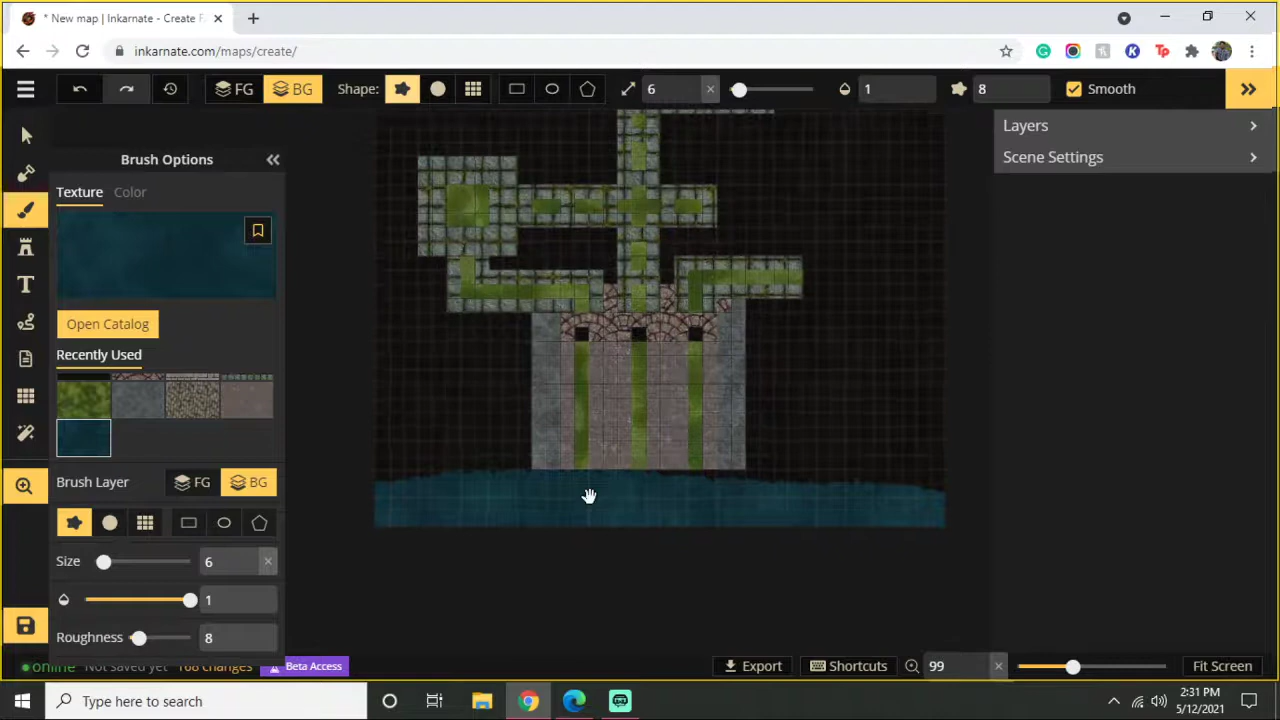 * New map | Inkarnate - Create F
inkarnate.com/maps/create/
FG
BG
Shape:
6
1
8
Smooth
Brush Options
Texture
Color
Open Catalog
Recently Used
Brush Layer
FG
BG
Size
6
1
Roughness
8
Layers
Scene Settings
online
Not saved yet
168 changes
Beta Access
Export
Shortcuts
99
Fit Screen
Type here to search
2:31 PM
5/12/2021